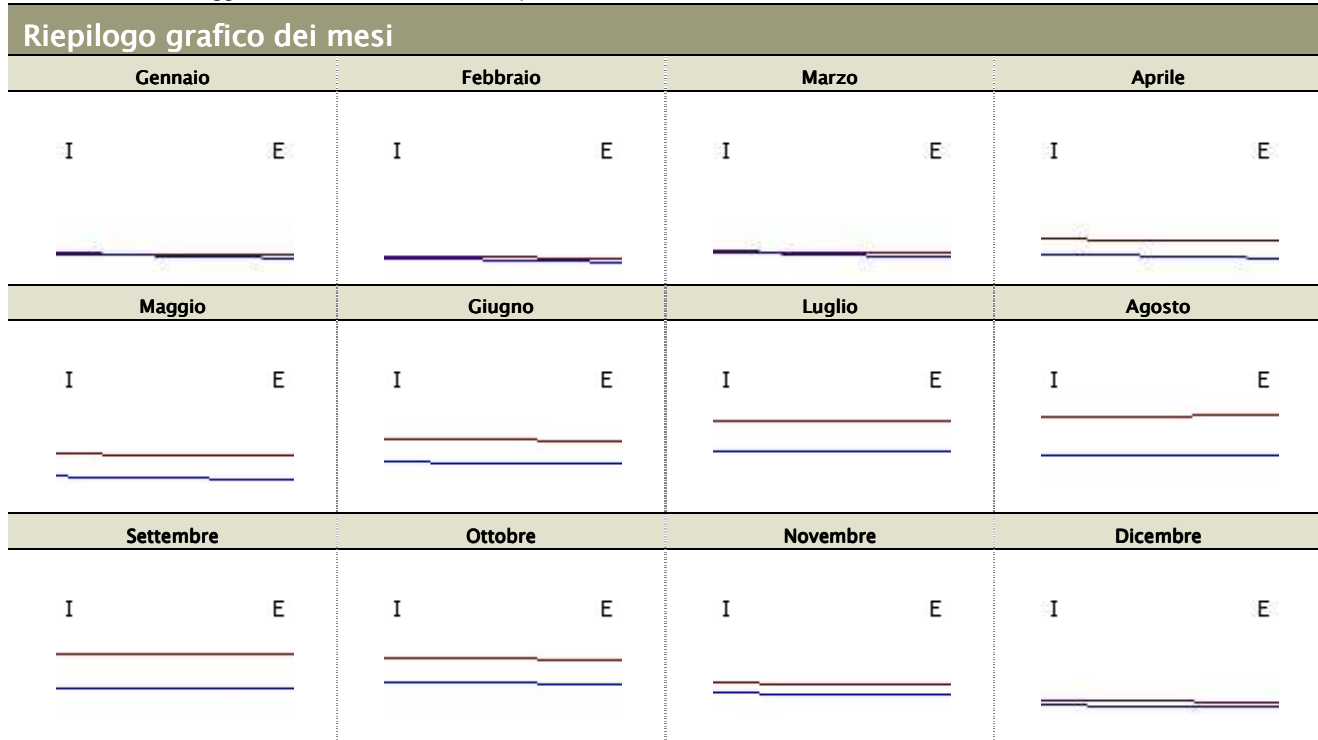 Riepilogo grafico dei mesi
Gennaio Febbraio Marzo Aprile
I E I E I E I E
Maggio Giugno Luglio Agosto
I E I E I E I E
Settembre Ottobre Novembre Dicembre
I E I E I E I E